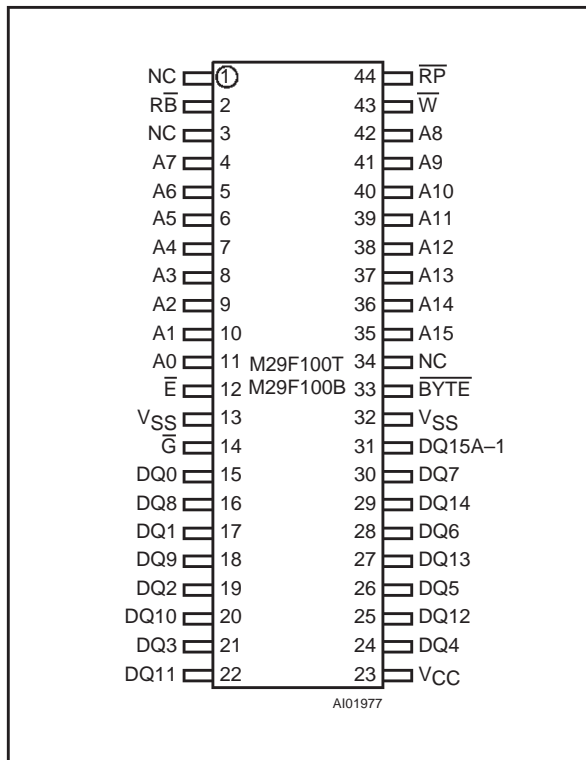 NC 1 44 R̅P̅
RB̅ 2 43 W̅
NC 3 42 A8
A7 4 41 A9
A6 5 40 A10
A5 6 39 A11
A4 7 38 A12
A3 8 37 A13
A2 9 36 A14
A1 10 35 A15
A0 11 M29F100T 34 NC
E̅ 12 M29F100B 33 B̅Y̅T̅E̅
VSS 13 32 VSS
G̅ 14 31 DQ15A–1
DQ0 15 30 DQ7
DQ8 16 29 DQ14
DQ1 17 28 DQ6
DQ9 18 27 DQ13
DQ2 19 26 DQ5
DQ10 20 25 DQ12
DQ3 21 24 DQ4
DQ11 22 23 VCC
AI01977